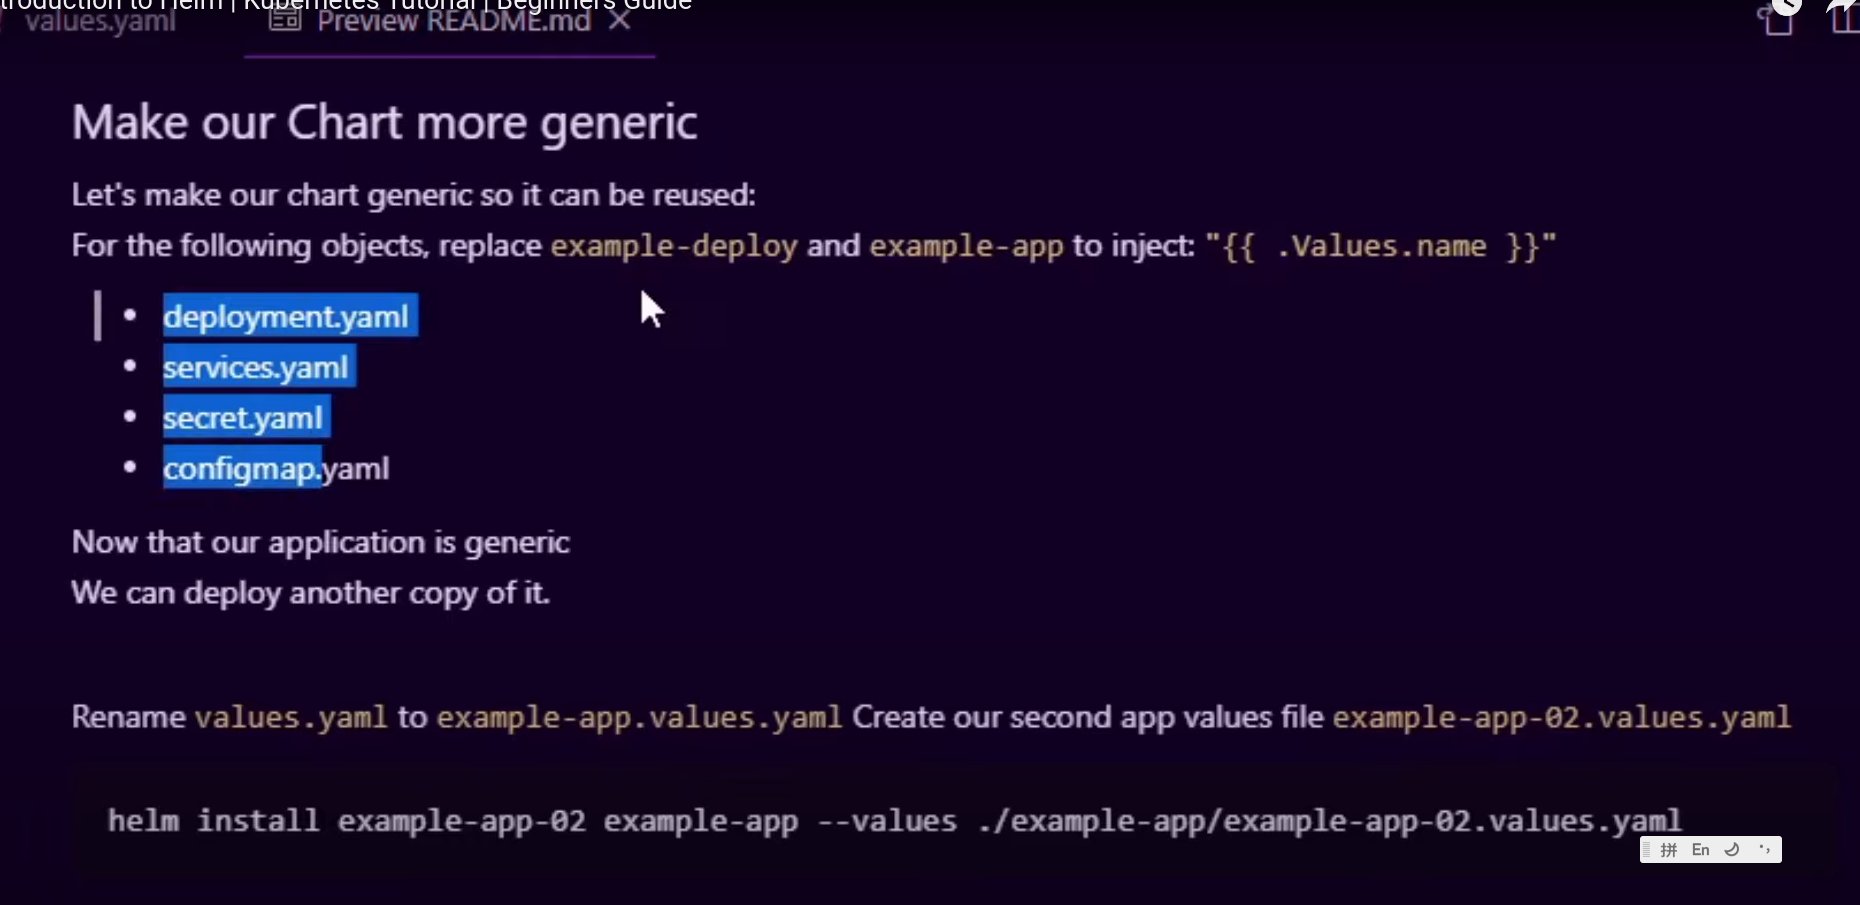 troduction to Helm | Kubernetes Tutorial | Beginners Guide
values.yaml
Preview README.md
Make our Chart more generic
Let's make our chart generic so it can be reused:
For the following objects, replace example-deploy and example-app to inject: "{{ .Values.name }}"
• deployment.yaml
• services.yaml
• secret.yaml
• configmap.yaml
Now that our application is generic
We can deploy another copy of it.
Rename values.yaml to example-app.values.yaml Create our second app values file example-app-02.values.yaml
helm install example-app-02 example-app --values ./example-app/example-app-02.values.yaml
拼 En